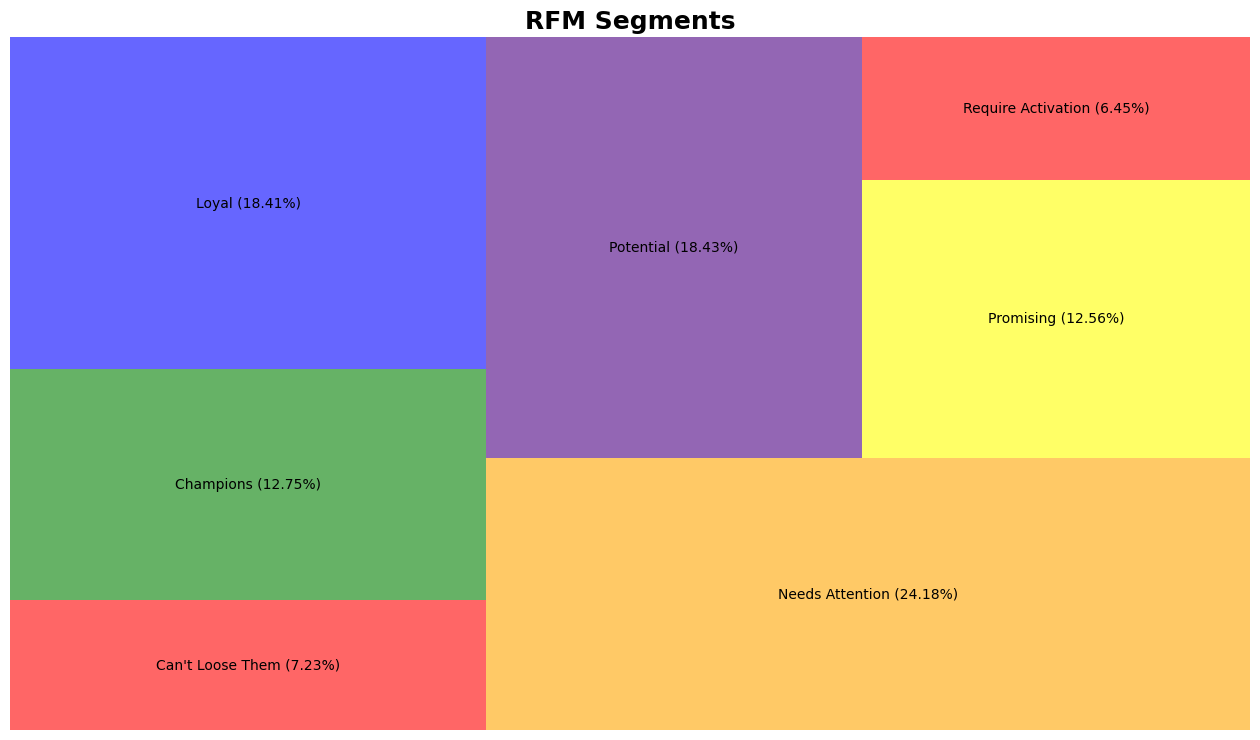 RFM Segments
Loyal (18.41%)
Champions (12.75%)
Can't Loose Them (7.23%)
Potential (18.43%)
Require Activation (6.45%)
Promising (12.56%)
Needs Attention (24.18%)